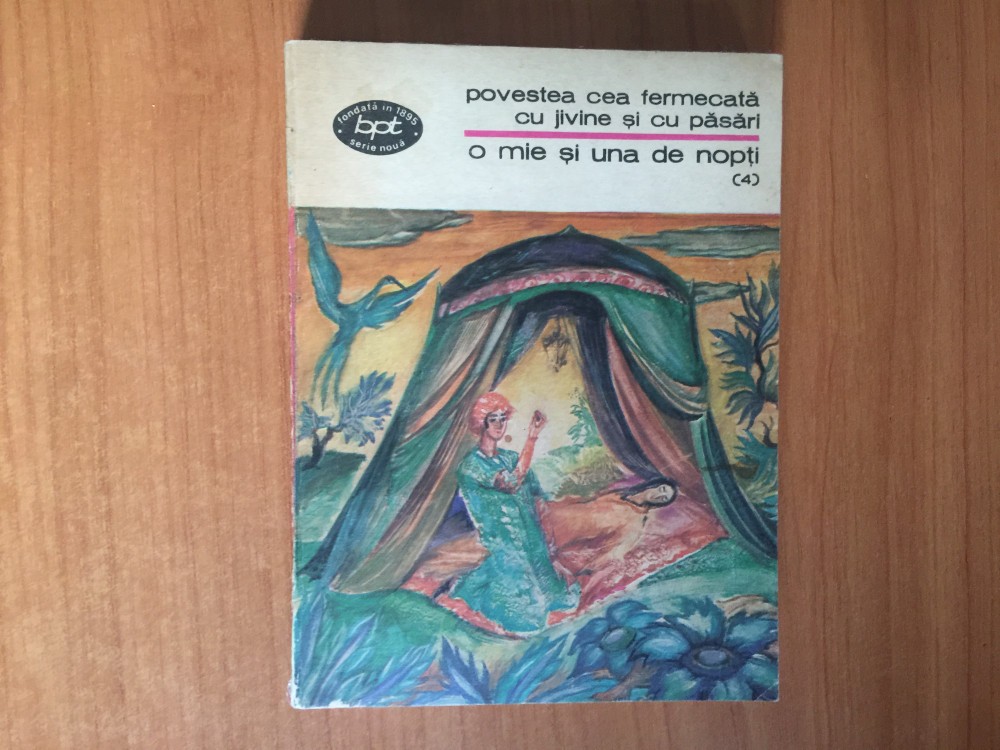 fondată în 1895
bpt
serie nouă
povestea cea fermecată
cu jivine și cu păsări
o mie și una de nopți
(4)